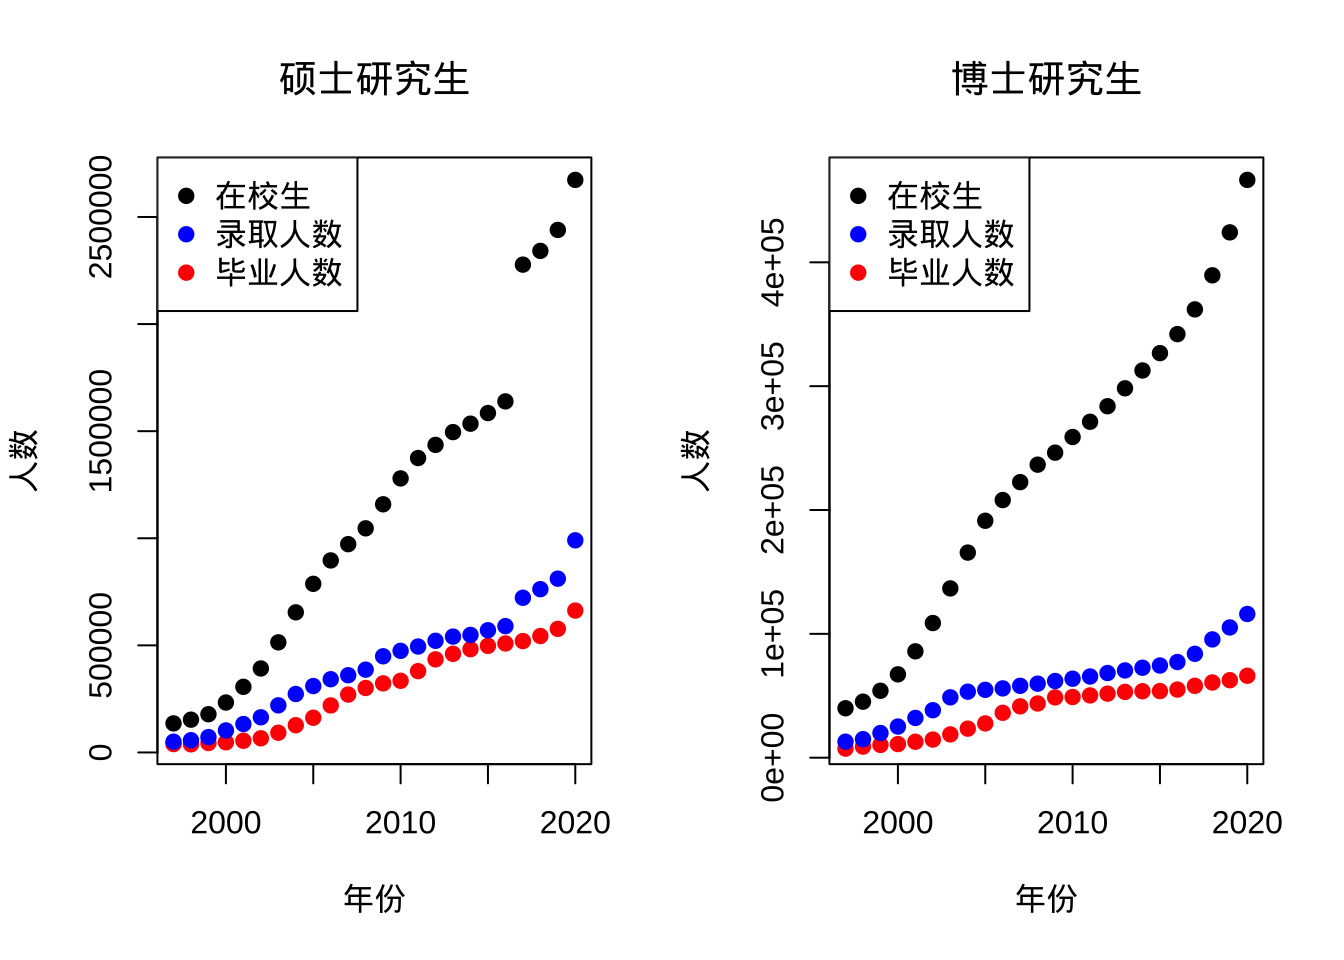 硕士研究生
在校生
录取人数
毕业人数
人数
2500000
1500000
500000
0
2000 2010 2020
年份
博士研究生
在校生
录取人数
毕业人数
人数
4e+05
3e+05
2e+05
1e+05
0e+00
2000 2010 2020
年份